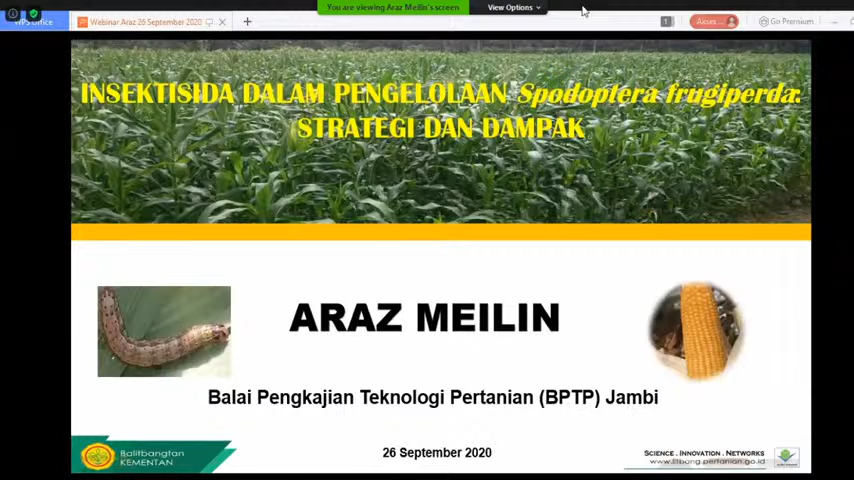 You are viewing Araz Meilin's screen
View Options
WPS Office
Webinar Araz 26 September 2020
1
Akses
Go Premium
INSEKTISIDA DALAM PENGELOLAAN Spodoptera frugiperda:
STRATEGI DAN DAMPAK
ARAZ MEILIN
Balai Pengkajian Teknologi Pertanian (BPTP) Jambi
26 September 2020
Balitbangtan
KEMENTAN
SCIENCE . INNOVATION . NETWORKS
www.litbang.pertanian.go.id